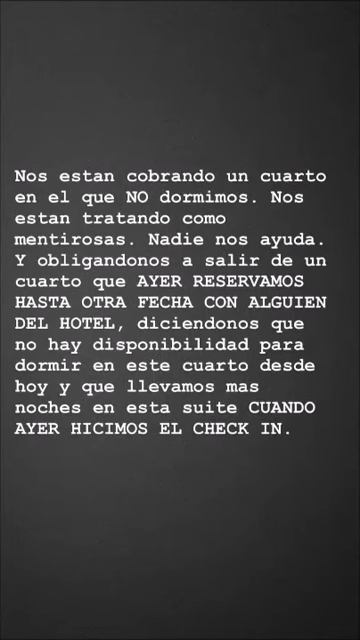 Nos estan cobrando un cuarto
en el que NO dormimos. Nos
estan tratando como
mentirosas. Nadie nos ayuda.
Y obligandonos a salir de un
cuarto que AYER RESERVAMOS
HASTA OTRA FECHA CON ALGUIEN
DEL HOTEL, diciendonos que
no hay disponibilidad para
dormir en este cuarto desde
hoy y que llevamos mas
noches en esta suite CUANDO
AYER HICIMOS EL CHECK IN.